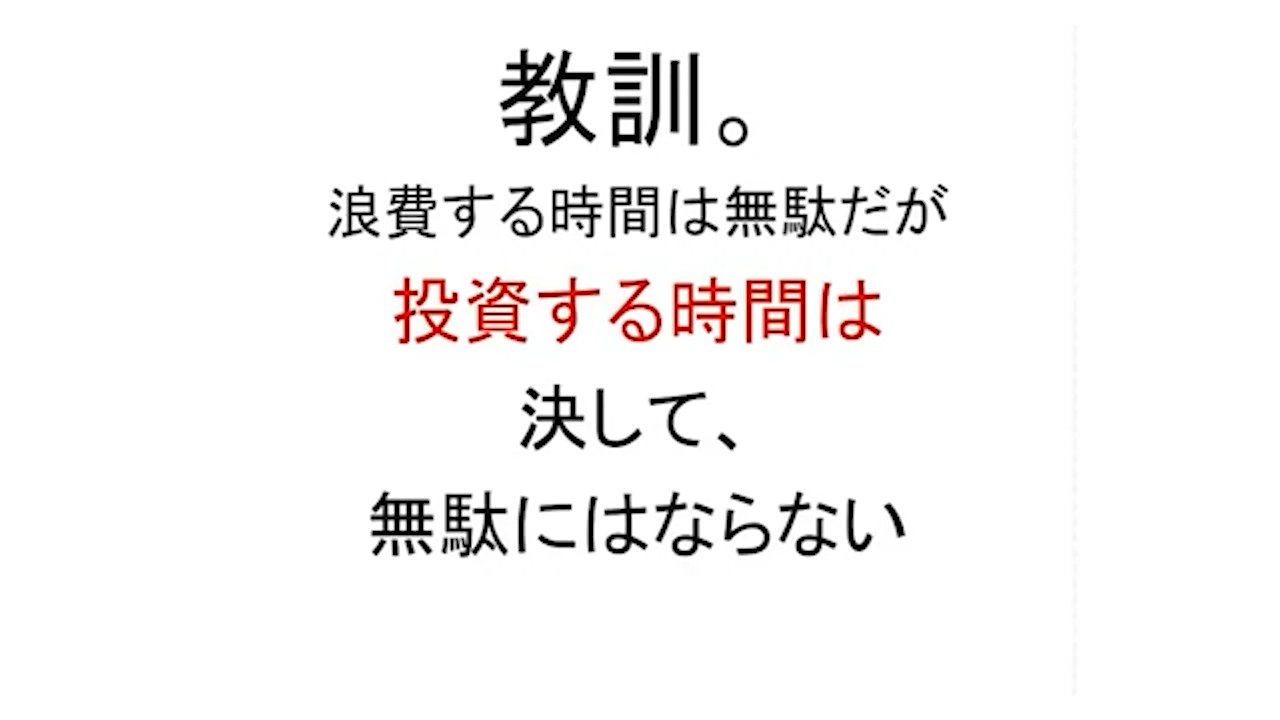 教訓。
浪費する時間は無駄だが
投資する時間は
決して、
無駄にはならない